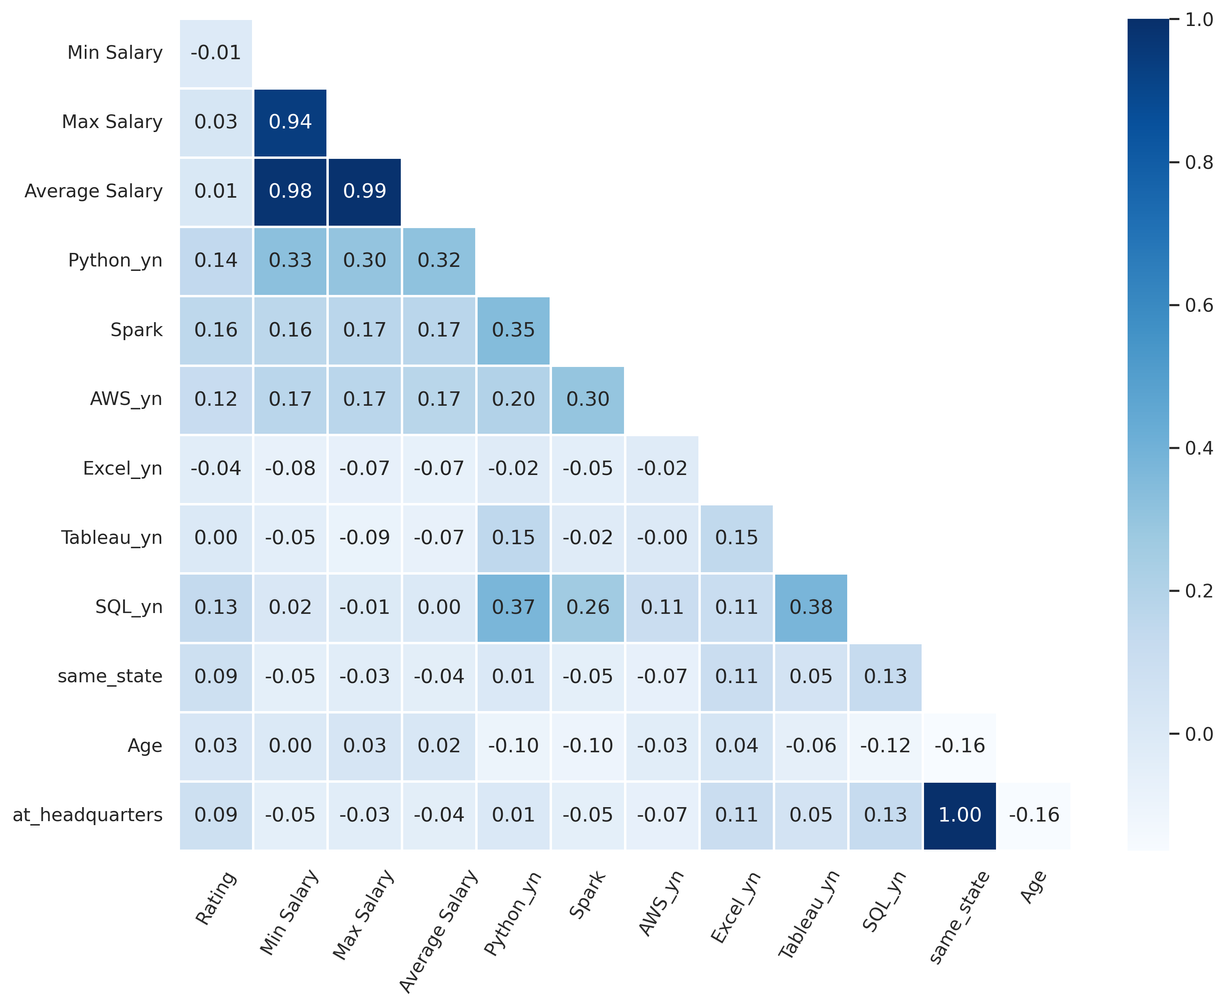 1.0
Min Salary -0.01
Max Salary 0.03 0.94
0.8
Average Salary 0.01 0.98 0.99
Python_yn 0.14 0.33 0.30 0.32
0.6
Spark 0.16 0.16 0.17 0.17 0.35
AWS_yn 0.12 0.17 0.17 0.17 0.20 0.30
0.4
Excel_yn -0.04 -0.08 -0.07 -0.07 -0.02 -0.05 -0.02
Tableau_yn 0.00 -0.05 -0.09 -0.07 0.15 -0.02 -0.00 0.15
0.2
SQL_yn 0.13 0.02 -0.01 0.00 0.37 0.26 0.11 0.11 0.38
same_state 0.09 -0.05 -0.03 -0.04 0.01 -0.05 -0.07 0.11 0.05 0.13
0.0
Age 0.03 0.00 0.03 0.02 -0.10 -0.10 -0.03 0.04 -0.06 -0.12 -0.16
at_headquarters 0.09 -0.05 -0.03 -0.04 0.01 -0.05 -0.07 0.11 0.05 0.13 1.00 -0.16
Rating
Min Salary
Max Salary
Average Salary
Python_yn
Spark
AWS_yn
Excel_yn
Tableau_yn
SQL_yn
same_state
Age